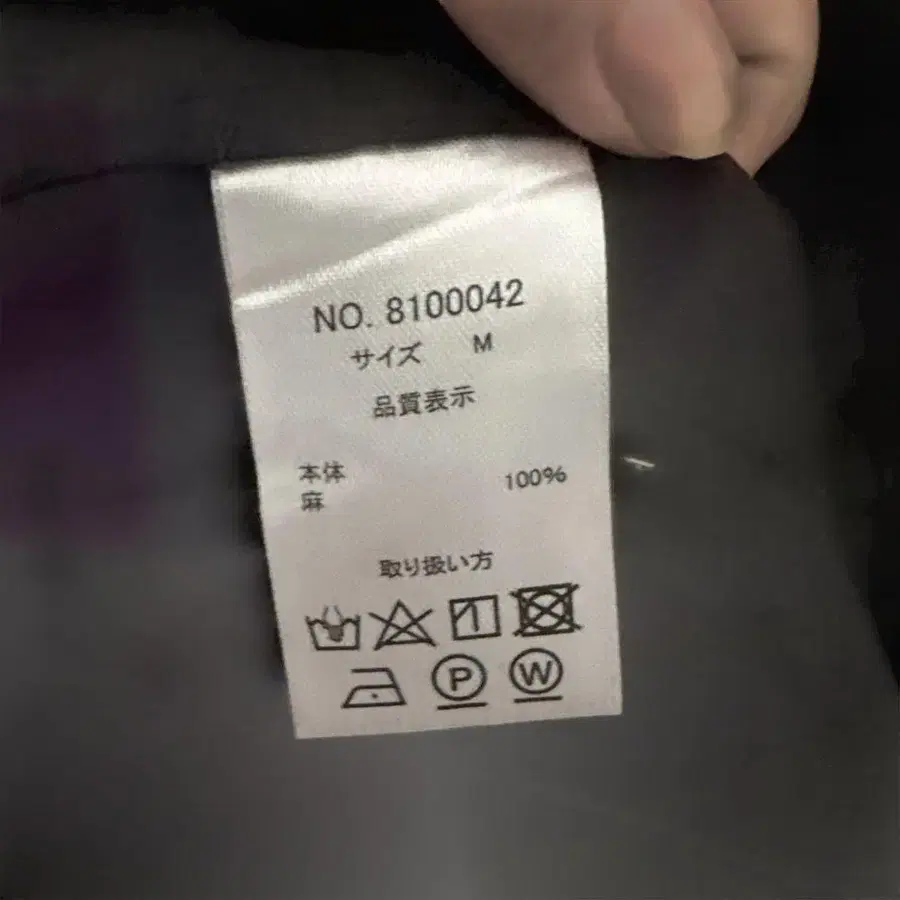 NO. 8100042
サイズ M
品質表示
本体
麻 100%
取り扱い方
P W